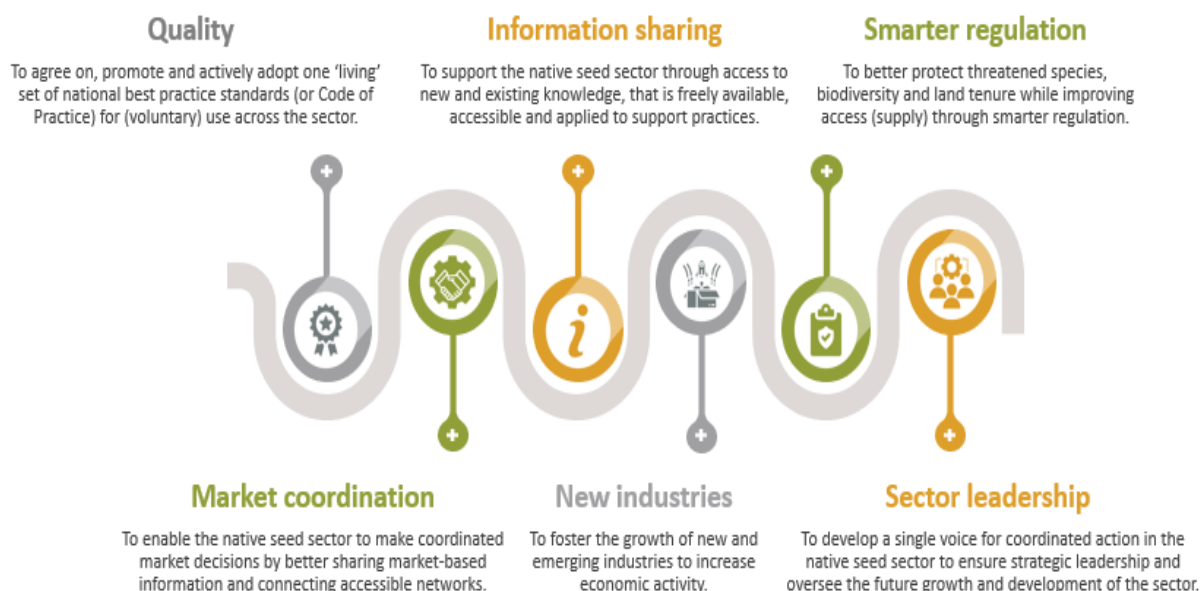 Quality
To agree on, promote and actively adopt one ‘living’
set of national best practice standards (or Code of
Practice) for (voluntary) use across the sector.
Information sharing
To support the native seed sector through access to
new and existing knowledge, that is freely available,
accessible and applied to support practices.
Smarter regulation
To better protect threatened species,
biodiversity and land tenure while improving
access (supply) through smarter regulation.
i
Market coordination
To enable the native seed sector to make coordinated
market decisions by better sharing market-based
information and connecting accessible networks.
New industries
To foster the growth of new and
emerging industries to increase
economic activity.
Sector leadership
To develop a single voice for coordinated action in the
native seed sector to ensure strategic leadership and
oversee the future growth and development of the sector.